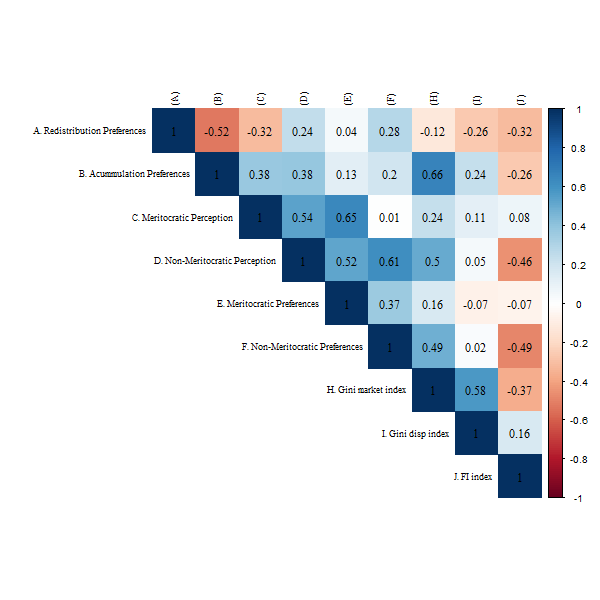 (A) (B) (C) (D) (E) (F) (H) (I) (J)
A. Redistribution Preferences 1 -0.52 -0.32 0.24 0.04 0.28 -0.12 -0.26 -0.32
B. Acummulation Preferences 1 0.38 0.38 0.13 0.2 0.66 0.24 -0.26
C. Meritocratic Perception 1 0.54 0.65 0.01 0.24 0.11 0.08
D. Non-Meritocratic Perception 1 0.52 0.61 0.5 0.05 -0.46
E. Meritocratic Preferences 1 0.37 0.16 -0.07 -0.07
F. Non-Meritocratic Preferences 1 0.49 0.02 -0.49
H. Gini market index 1 0.58 -0.37
I. Gini disp index 1 0.16
J. FI index 1
1
0.8
0.6
0.4
0.2
0
-0.2
-0.4
-0.6
-0.8
-1